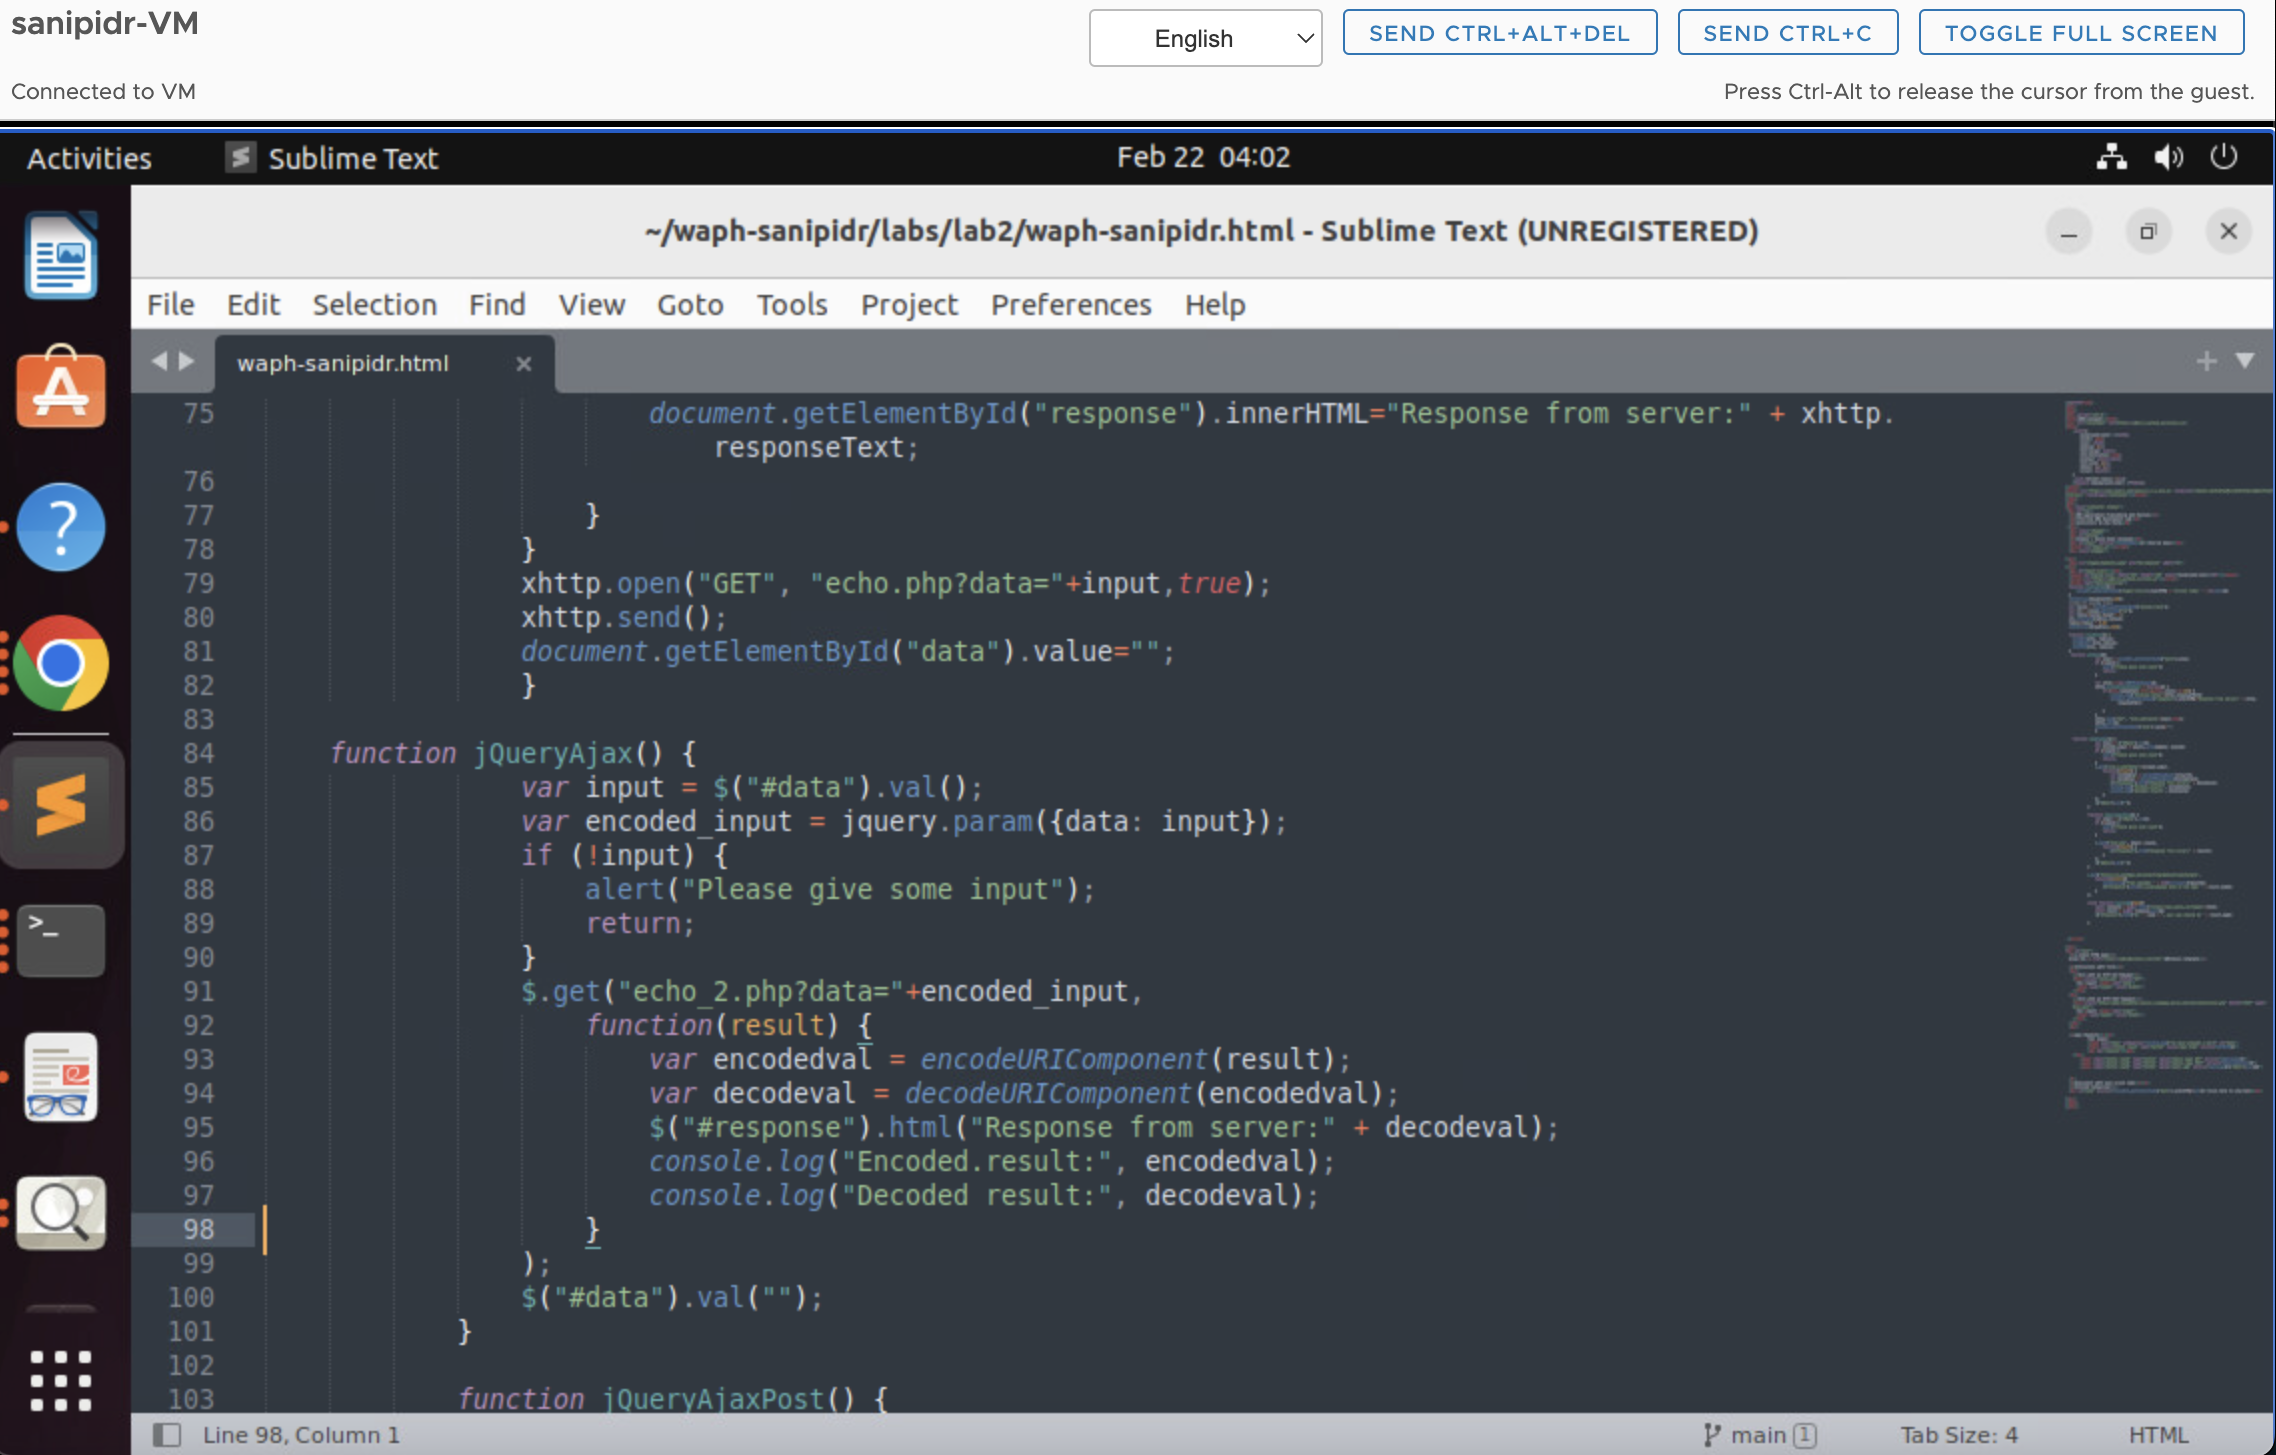 sanipidr-VM
English
SEND CTRL+ALT+DEL
SEND CTRL+C
TOGGLE FULL SCREEN
Connected to VM
Press Ctrl-Alt to release the cursor from the guest.
Activities
Sublime Text
Feb 22 04:02
~/waph-sanipidr/labs/lab2/waph-sanipidr.html - Sublime Text (UNREGISTERED)
File Edit Selection Find View Goto Tools Project Preferences Help
waph-sanipidr.html
75 document.getElementById("response").innerHTML="Response from server:" + xhttp.
responseText;
76
77 }
78 }
79 xhttp.open("GET", "echo.php?data="+input,true);
80 xhttp.send();
81 document.getElementById("data").value="";
82 }
83
84 function jQueryAjax() {
85 var input = $("#data").val();
86 var encoded_input = jquery.param({data: input});
87 if (!input) {
88 alert("Please give some input");
89 return;
90 }
91 $.get("echo_2.php?data="+encoded_input,
92 function(result) {
93 var encodedval = encodeURIComponent(result);
94 var decodeval = decodeURIComponent(encodedval);
95 $("#response").html("Response from server:" + decodeval);
96 console.log("Encoded.result:", encodedval);
97 console.log("Decoded result:", decodeval);
98 }
99 );
100 $("#data").val("");
101 }
102
103 function jQueryAjaxPost() {
Line 98, Column 1
main 1
Tab Size: 4
HTML